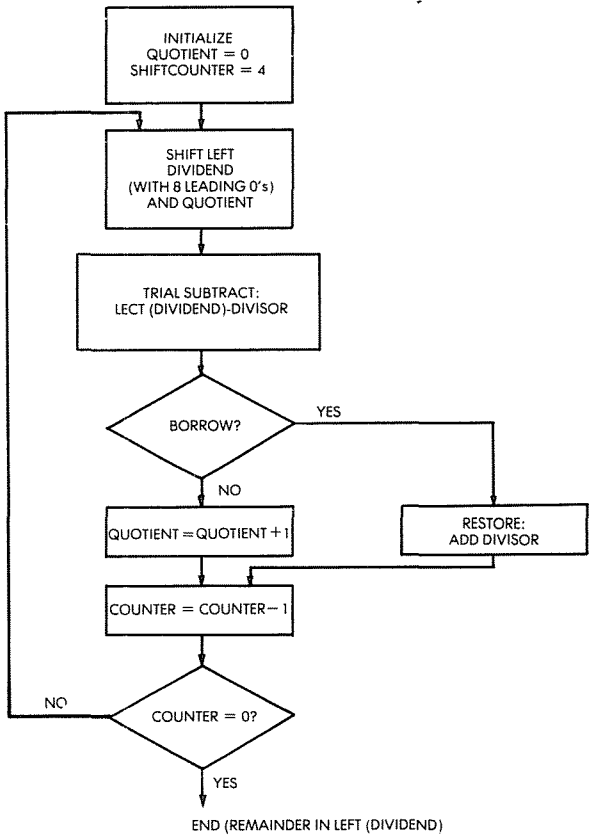 INITIALIZE
QUOTIENT = 0
SHIFTCOUNTER = 4
SHIFT LEFT
DIVIDEND
(WITH 8 LEADING 0's)
AND QUOTIENT
TRIAL SUBTRACT:
LECT (DIVIDEND)-DIVISOR
BORROW?
YES
NO
QUOTIENT = QUOTIENT + 1
RESTORE:
ADD DIVISOR
COUNTER = COUNTER - 1
COUNTER = 0?
NO
YES
END (REMAINDER IN LEFT (DIVIDEND)